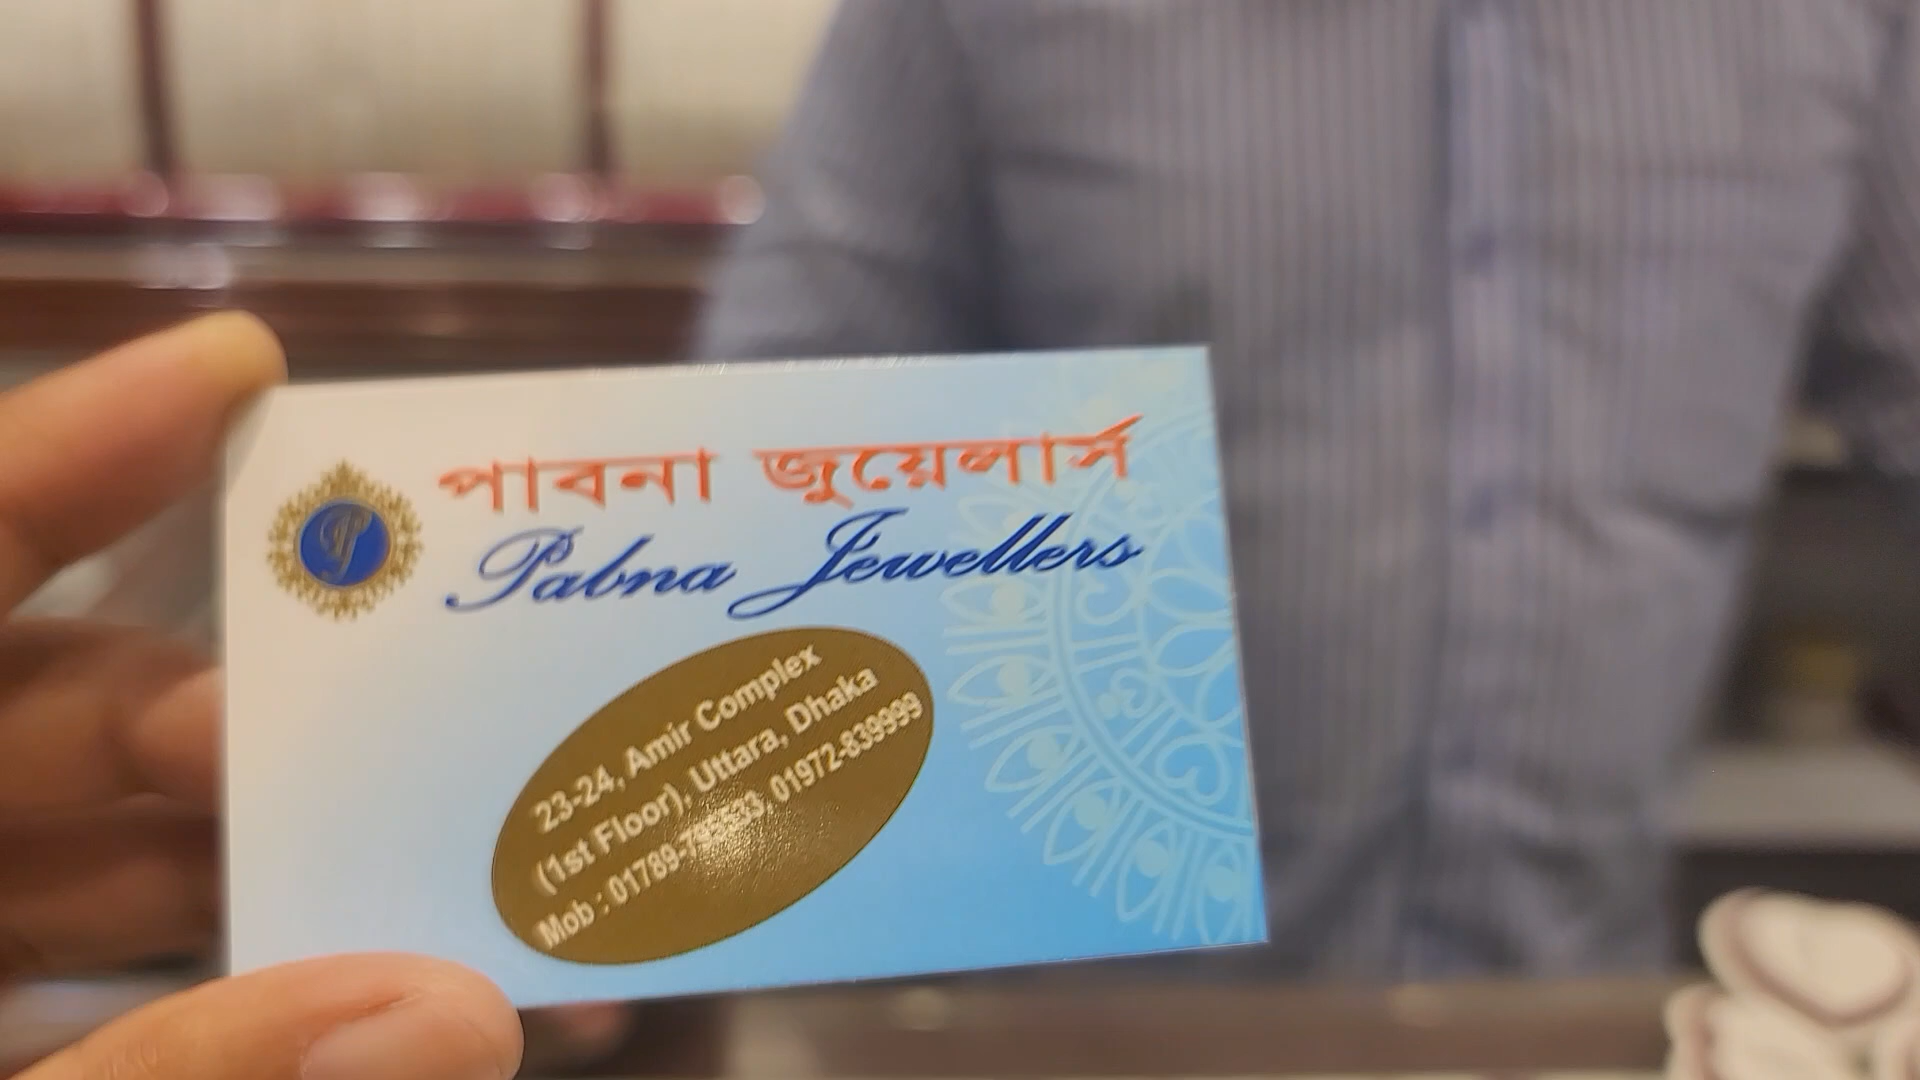 পাবনা জুয়েলার্স
Pabna Jewellers
23-24, Amir Complex
(1st Floor), Uttara, Dhaka
Mob : 01972-839999